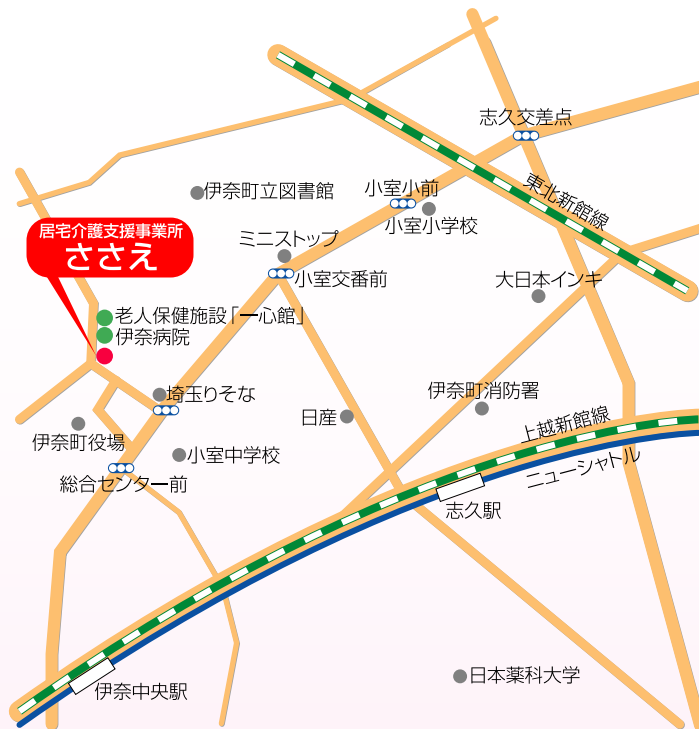 志久交差点
東北新館線
伊奈町立図書館
小室小前
小室小学校
居宅介護支援事業所
ささえ
ミニストップ
小室交番前
大日本インキ
老人保健施設「一心館」
伊奈病院
埼玉りそな
日産
伊奈町消防署
上越新館線
伊奈町役場
小室中学校
ニューシャトル
総合センター前
志久駅
日本薬科大学
伊奈中央駅